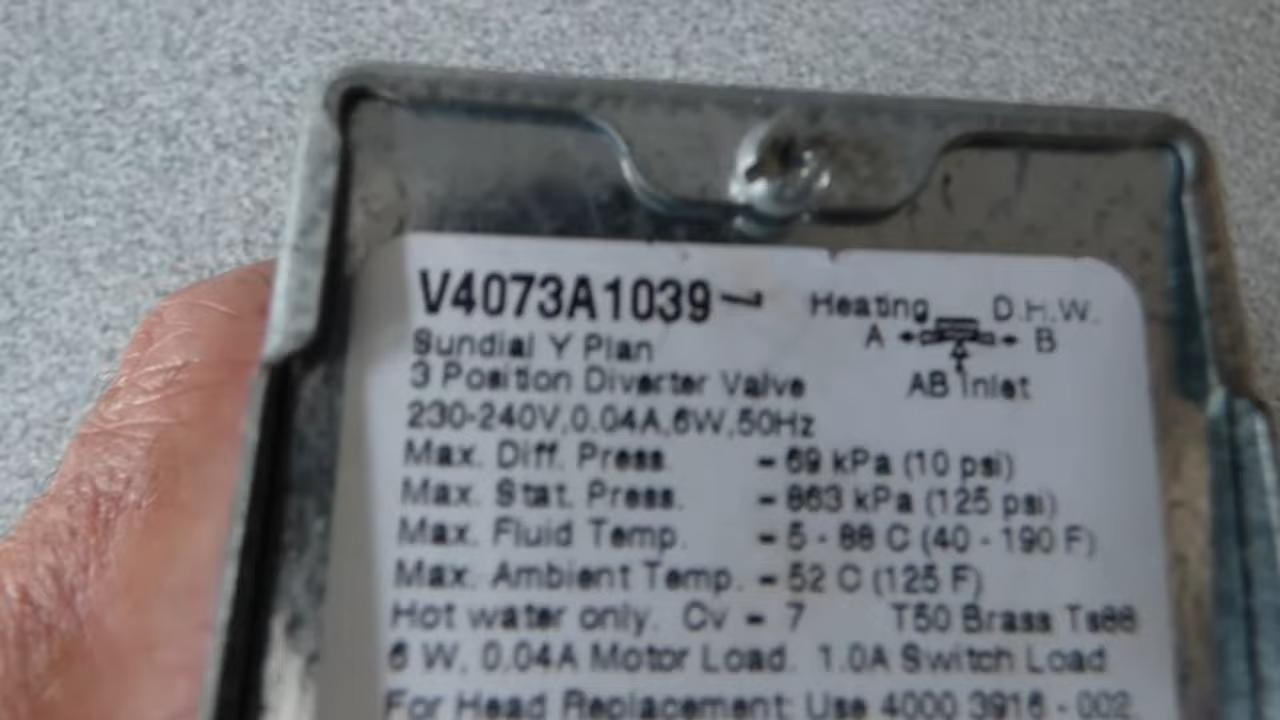 V4073A1039
Heating D.H.W.
A B
AB Inlet
Sundial Y Plan
3 Position Diverter Valve
230-240V,0.04A,6W,50Hz
Max. Diff. Press. - 69 kPa (10 psi)
Max. Stat. Press. - 863 kPa (125 psi)
Max. Fluid Temp. - 5 - 88 C (40 - 190 F)
Max. Ambient Temp. - 52 C (125 F)
Hot water only. Cv - 7 T50 Brass Ts88
6 W, 0.04A Motor Load. 1.0A Switch Load
For Head Replacement: Use 4000 3916 - 002.